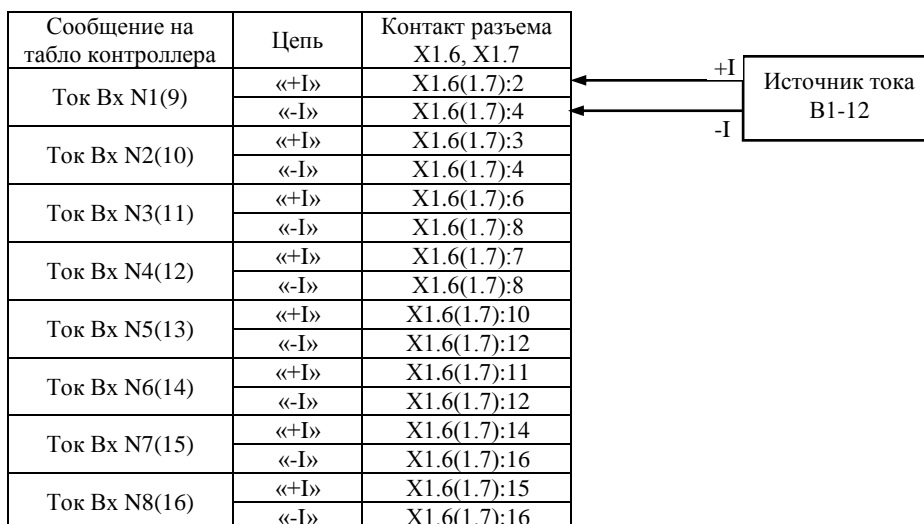 Сообщение на
табло контроллера
Цепь
Контакт разъема
X1.6, X1.7
Ток Вх N1(9)
«+I»
X1.6(1.7):2
«-I»
X1.6(1.7):4
Ток Вх N2(10)
«+I»
X1.6(1.7):3
«-I»
X1.6(1.7):4
Ток Вх N3(11)
«+I»
X1.6(1.7):6
«-I»
X1.6(1.7):8
Ток Вх N4(12)
«+I»
X1.6(1.7):7
«-I»
X1.6(1.7):8
Ток Вх N5(13)
«+I»
X1.6(1.7):10
«-I»
X1.6(1.7):12
Ток Вх N6(14)
«+I»
X1.6(1.7):11
«-I»
X1.6(1.7):12
Ток Вх N7(15)
«+I»
X1.6(1.7):14
«-I»
X1.6(1.7):16
Ток Вх N8(16)
«+I»
X1.6(1.7):15
«-I»
X1.6(1.7):16
+I
-I
Источник тока
В1-12